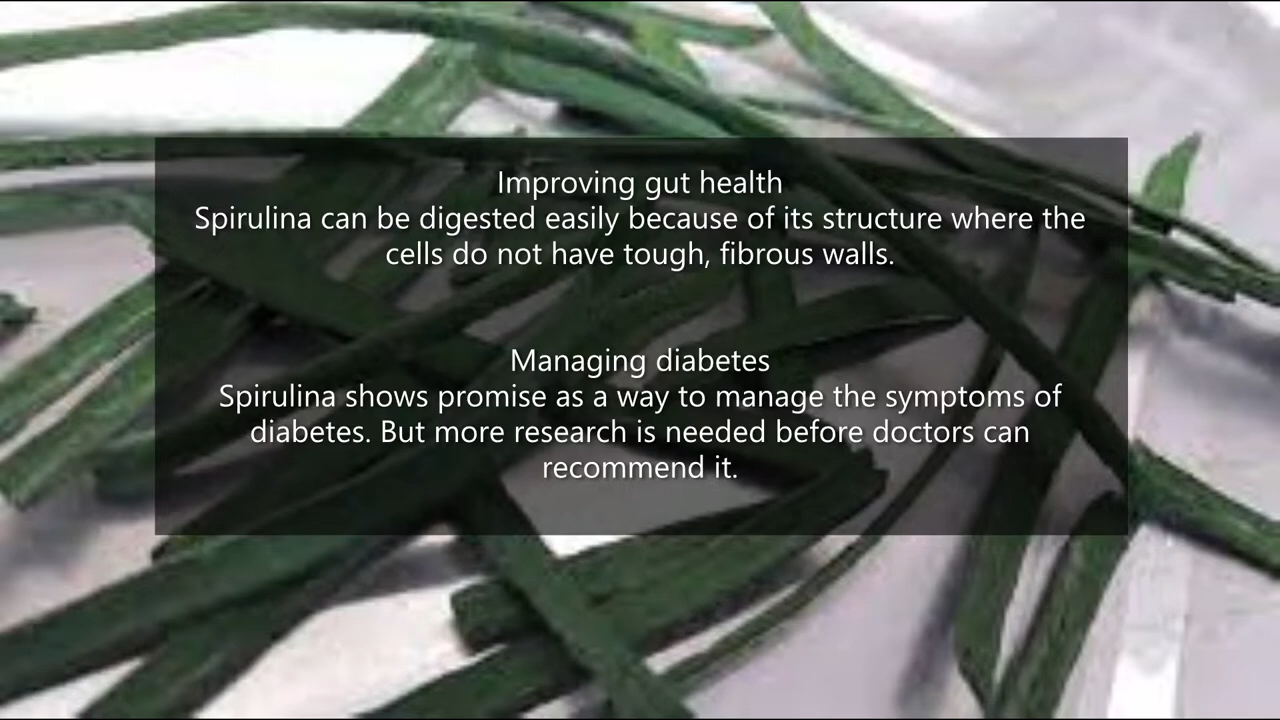 Improving gut health
Spirulina can be digested easily because of its structure where the
cells do not have tough, fibrous walls.
Managing diabetes
Spirulina shows promise as a way to manage the symptoms of
diabetes. But more research is needed before doctors can
recommend it.